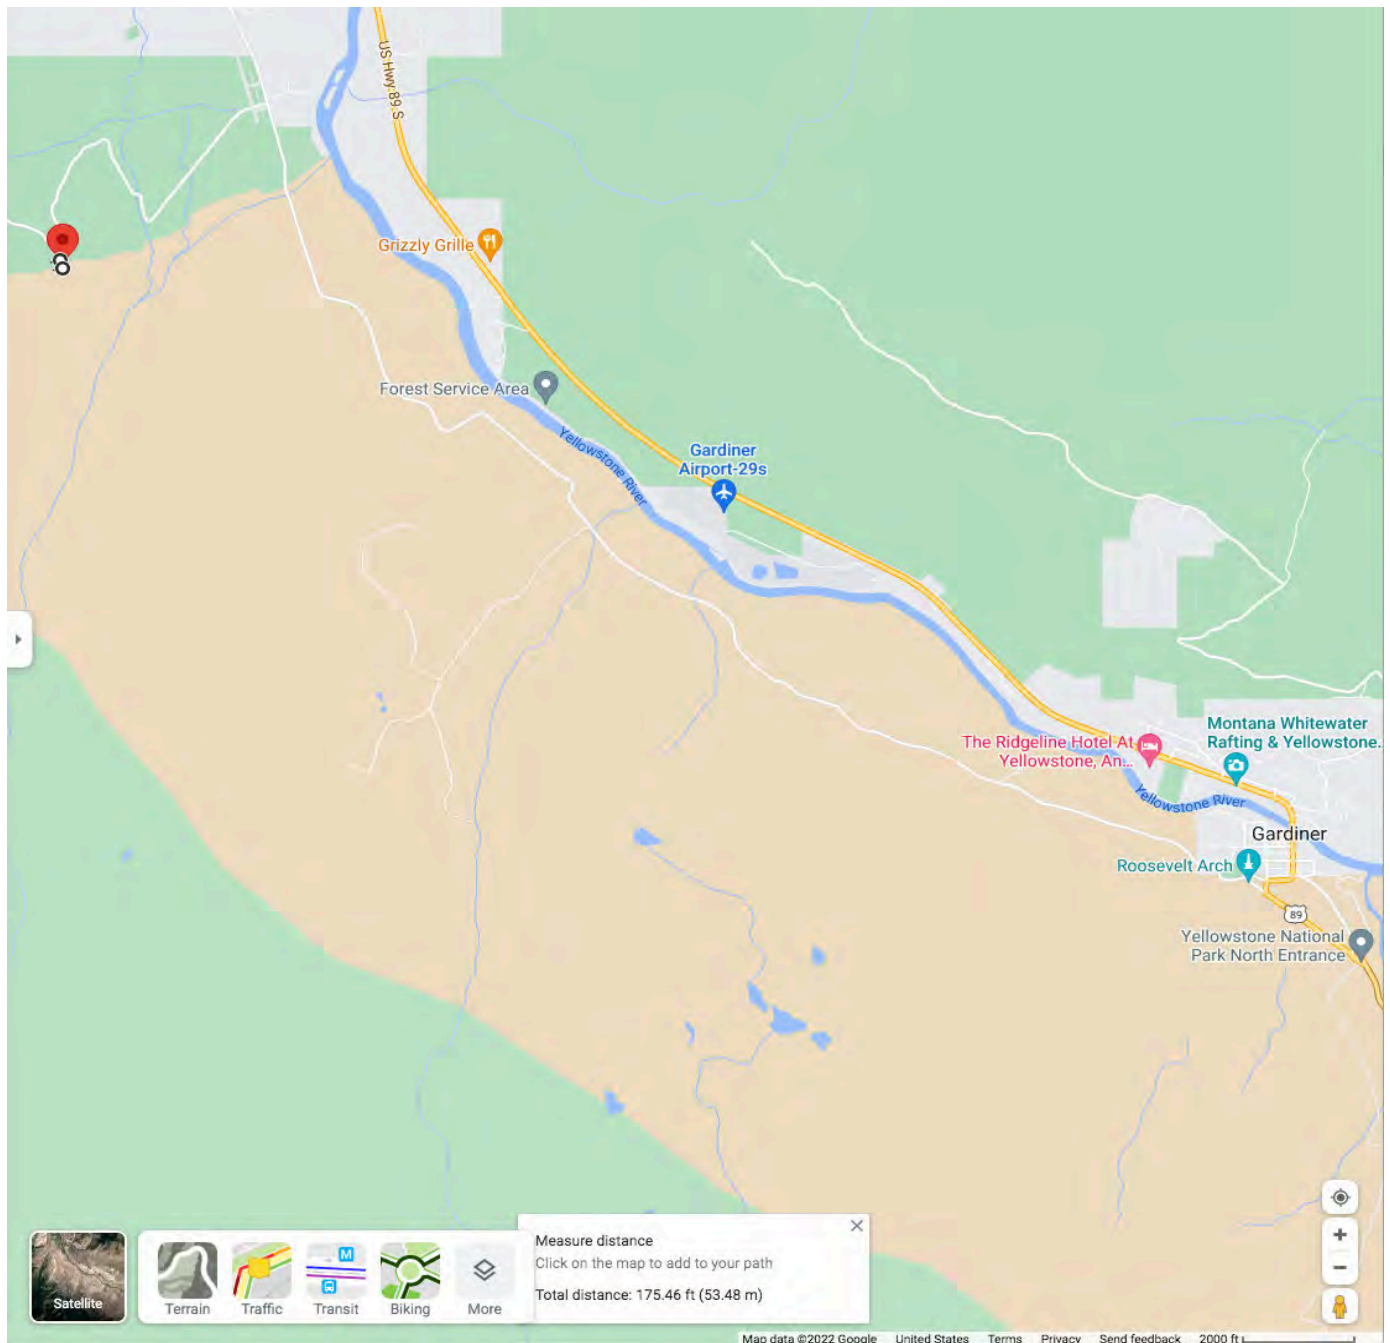 US Hwy 89 S
Grizzly Grille
Forest Service Area
Yellowstone River
Gardiner
Airport-29s
Montana Whitewater
Rafting & Yellowstone.
The Ridgeline Hotel At
Yellowstone, An...
Yellowstone River
Gardiner
Roosevelt Arch
89
Yellowstone National
Park North Entrance
Measure distance
Click on the map to add to your path
Total distance: 175.46 ft (53.48 m)
M
Satellite
Terrain
Traffic
Transit
Biking
More
Map data ©2022 Google United States Terms Privacy Send feedback 2000 ft